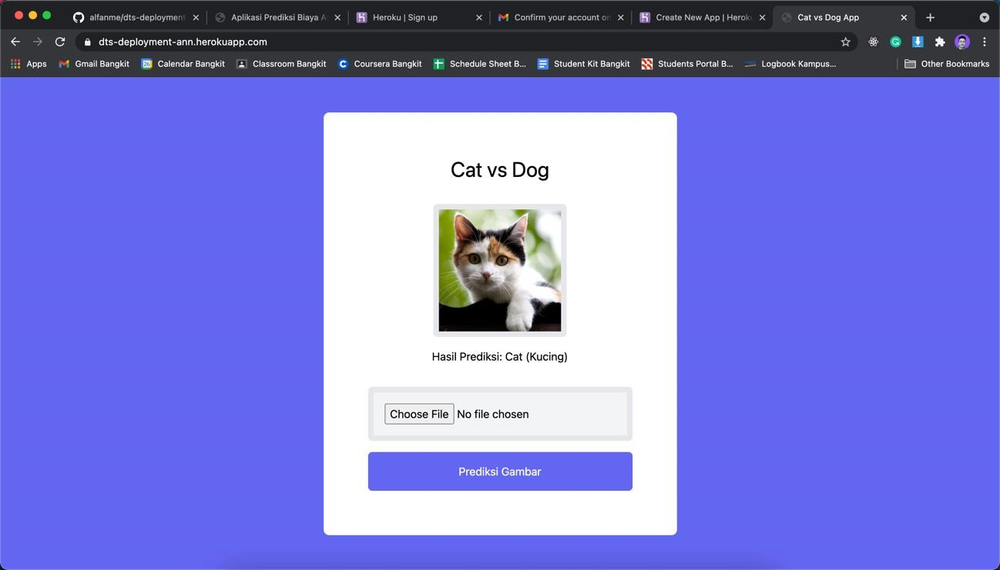 alfanme/dts-deployment
Aplikasi Prediksi Biaya A
Heroku | Sign up
Confirm your account on
Create New App | Heroku
Cat vs Dog App
dts-deployment-ann.herokuapp.com
Apps
Gmail Bangkit
Calendar Bangkit
Classroom Bangkit
Coursera Bangkit
Schedule Sheet B...
Student Kit Bangkit
Students Portal B...
Logbook Kampus...
Other Bookmarks
Cat vs Dog
Hasil Prediksi: Cat (Kucing)
Choose File No file chosen
Prediksi Gambar